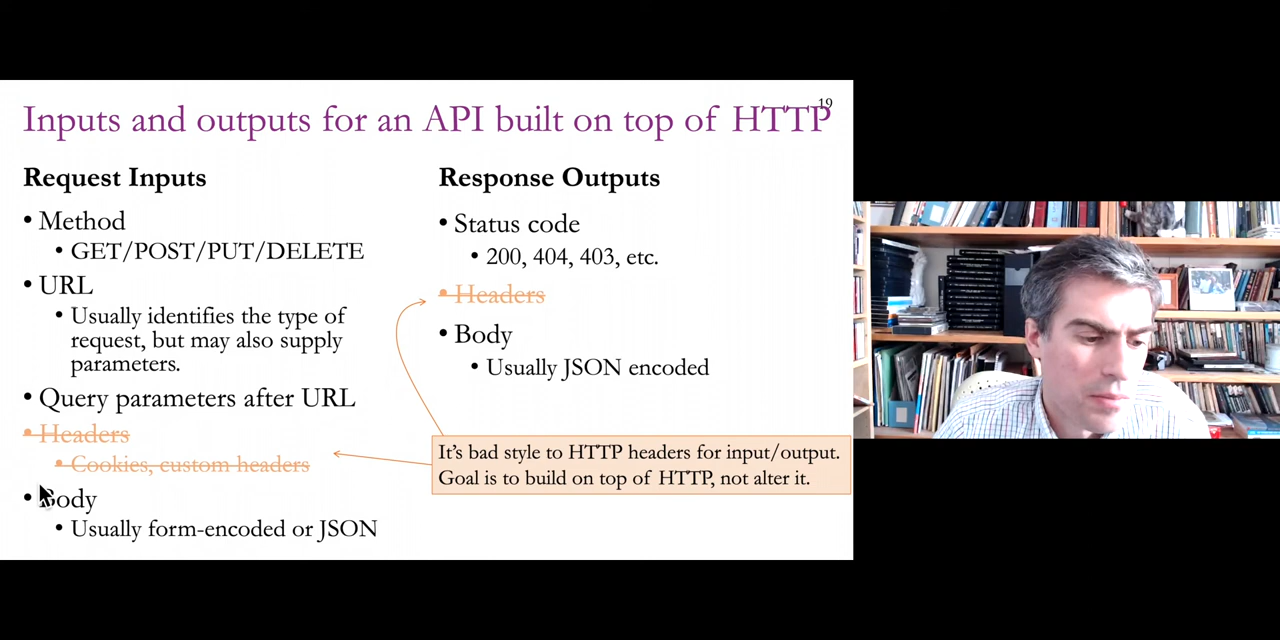 19
Inputs and outputs for an API built on top of HTTP
Request Inputs
• Method
• GET/POST/PUT/DELETE
• URL
• Usually identifies the type of
request, but may also supply
parameters.
• Query parameters after URL
• Headers
• Cookies, custom headers
• Body
• Usually form-encoded or JSON
Response Outputs
• Status code
• 200, 404, 403, etc.
• Headers
• Body
• Usually JSON encoded
It's bad style to HTTP headers for input/output.
Goal is to build on top of HTTP, not alter it.